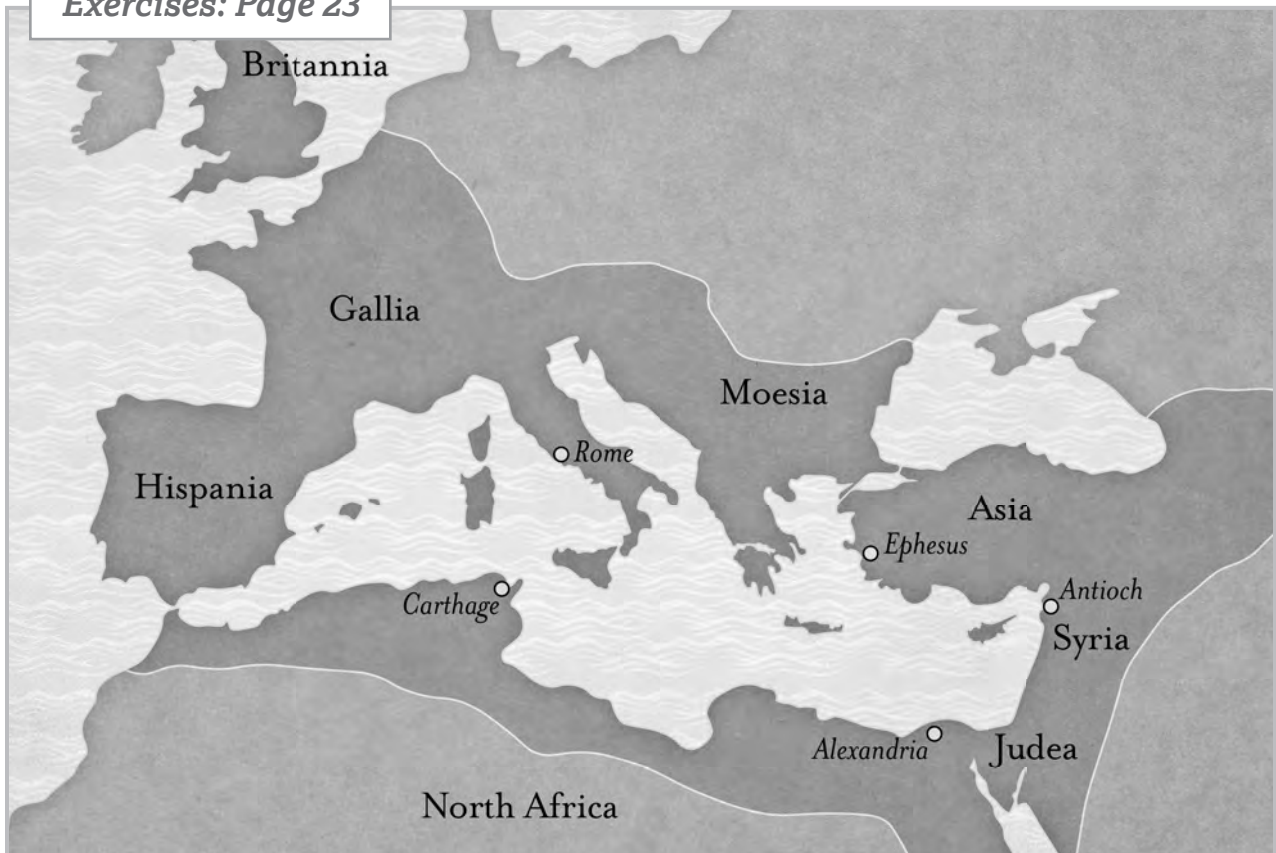 Exercises: Page 23
Britannia
Gallia
Moesia
Rome
Hispania
Asia
Ephesus
Carthage
Antioch
Syria
Alexandria
Judea
North Africa